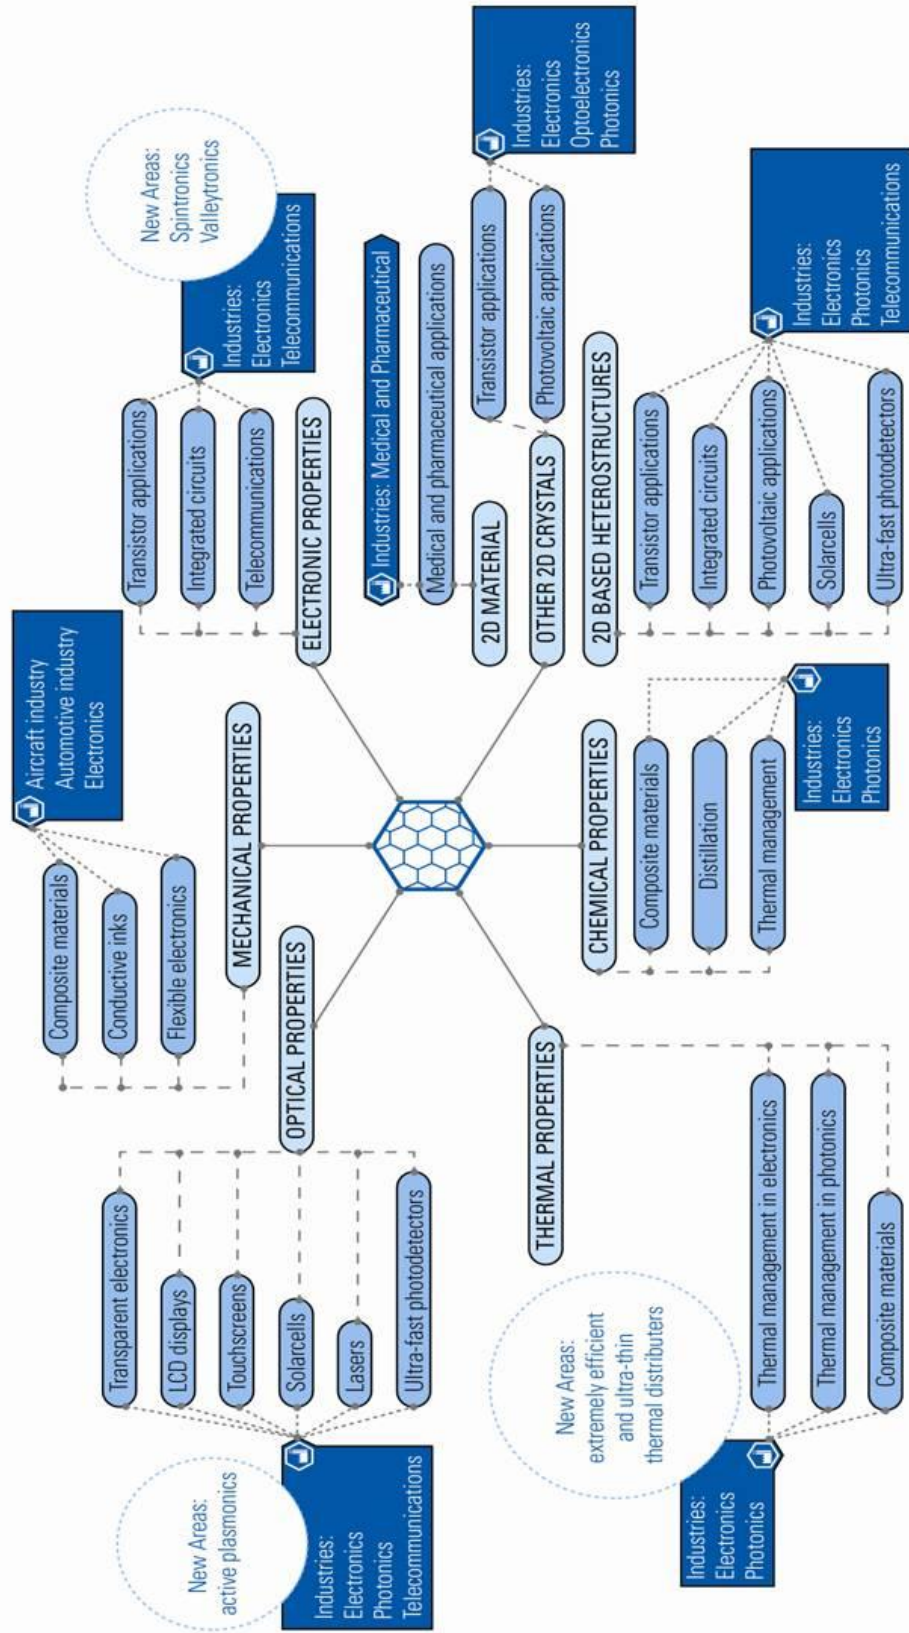 New Areas:
active plasmonics
Industries:
Electronics
Photonics
Telecommunications
Transparent electronics
LCD displays
Touchscreens
Solarcells
Lasers
Ultra-fast photodetectors
OPTICAL PROPERTIES
Composite materials
Conductive inks
Flexible electronics
MECHANICAL PROPERTIES
Aircraft industry
Automotive industry
Electronics
Transistor applications
Integrated circuits
Telecommunications
ELECTRONIC PROPERTIES
New Areas:
Spintronics
Valleytronics
Industries:
Electronics
Telecommunications
Industries: Medical and Pharmaceutical
Medical and pharmaceutical applications
2D MATERIAL
OTHER 2D CRYSTALS
Transistor applications
Photovoltaic applications
Industries:
Electronics
Optoelectronics
Photonics
2D BASED HETEROSTRUCTURES
Transistor applications
Integrated circuits
Photovoltaic applications
Solarcells
Ultra-fast photodetectors
Industries:
Electronics
Photonics
Telecommunications
CHEMICAL PROPERTIES
Composite materials
Distillation
Thermal management
Industries:
Electronics
Photonics
THERMAL PROPERTIES
New Areas:
extremely efficient
and ultra-thin
thermal distributers
Thermal management in electronics
Thermal management in photonics
Composite materials
Industries:
Electronics
Photonics